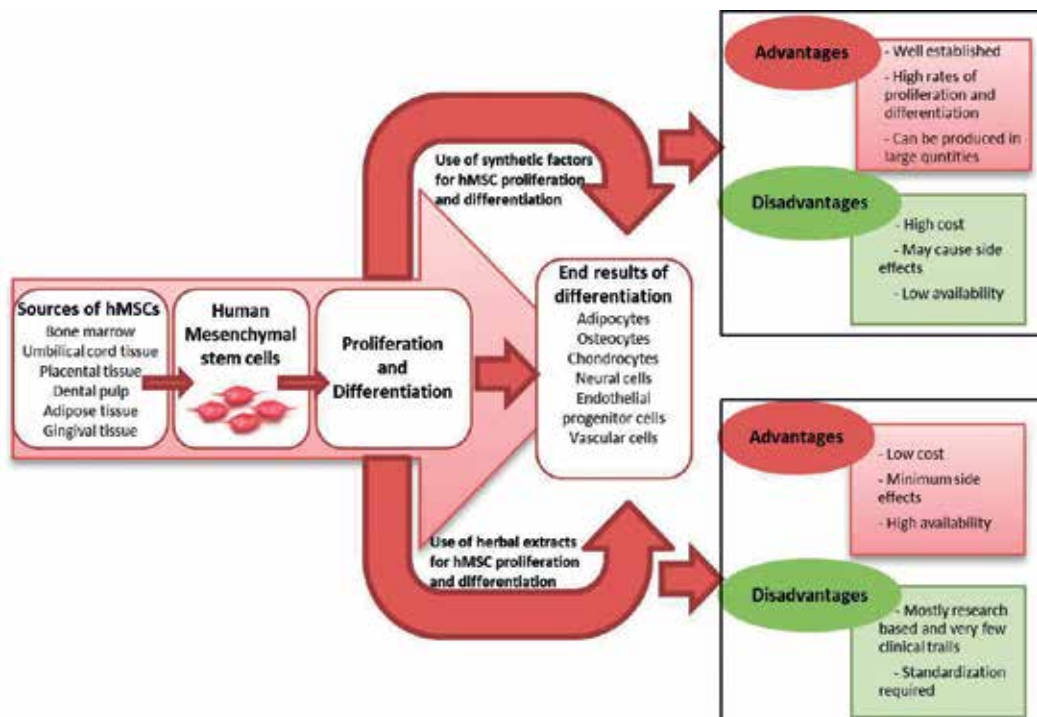 Sources of hMSCs
Bone marrow
Umbilical cord tissue
Placental tissue
Dental pulp
Adipose tissue
Gingival tissue
Human
Mesenchymal
stem cells
Proliferation
and
Differentiation
Use of synthetic factors
for hMSC proliferation
and differentiation
End results of
differentiation
Adipocytes
Osteocytes
Chondrocytes
Neural cells
Endothelial
progenitor cells
Vascular cells
Use of herbal extracts
for hMSC proliferation
and differentiation
Advantages
- Well established
- High rates of
proliferation and
differentiation
- Can be produced in
large quntities
Disadvantages
- High cost
- May cause side
effects
- Low availability
Advantages
- Low cost
- Minimum side
effects
- High availability
Disadvantages
- Mostly research
based and very few
clinical trails
- Standardization
required